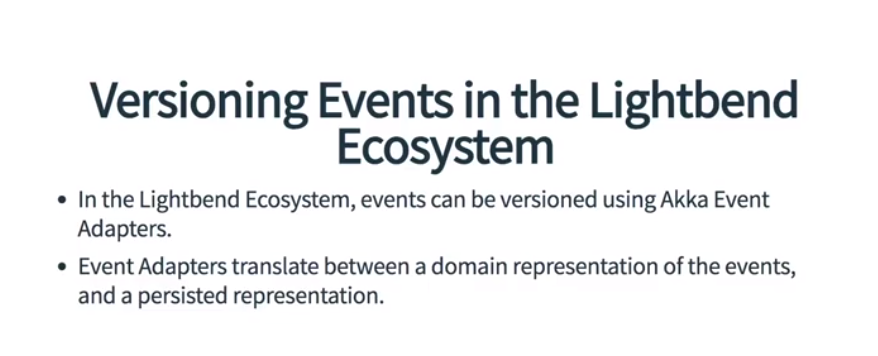 Versioning Events in the Lightbend
Ecosystem
• In the Lightbend Ecosystem, events can be versioned using Akka Event
Adapters.
• Event Adapters translate between a domain representation of the events,
and a persisted representation.